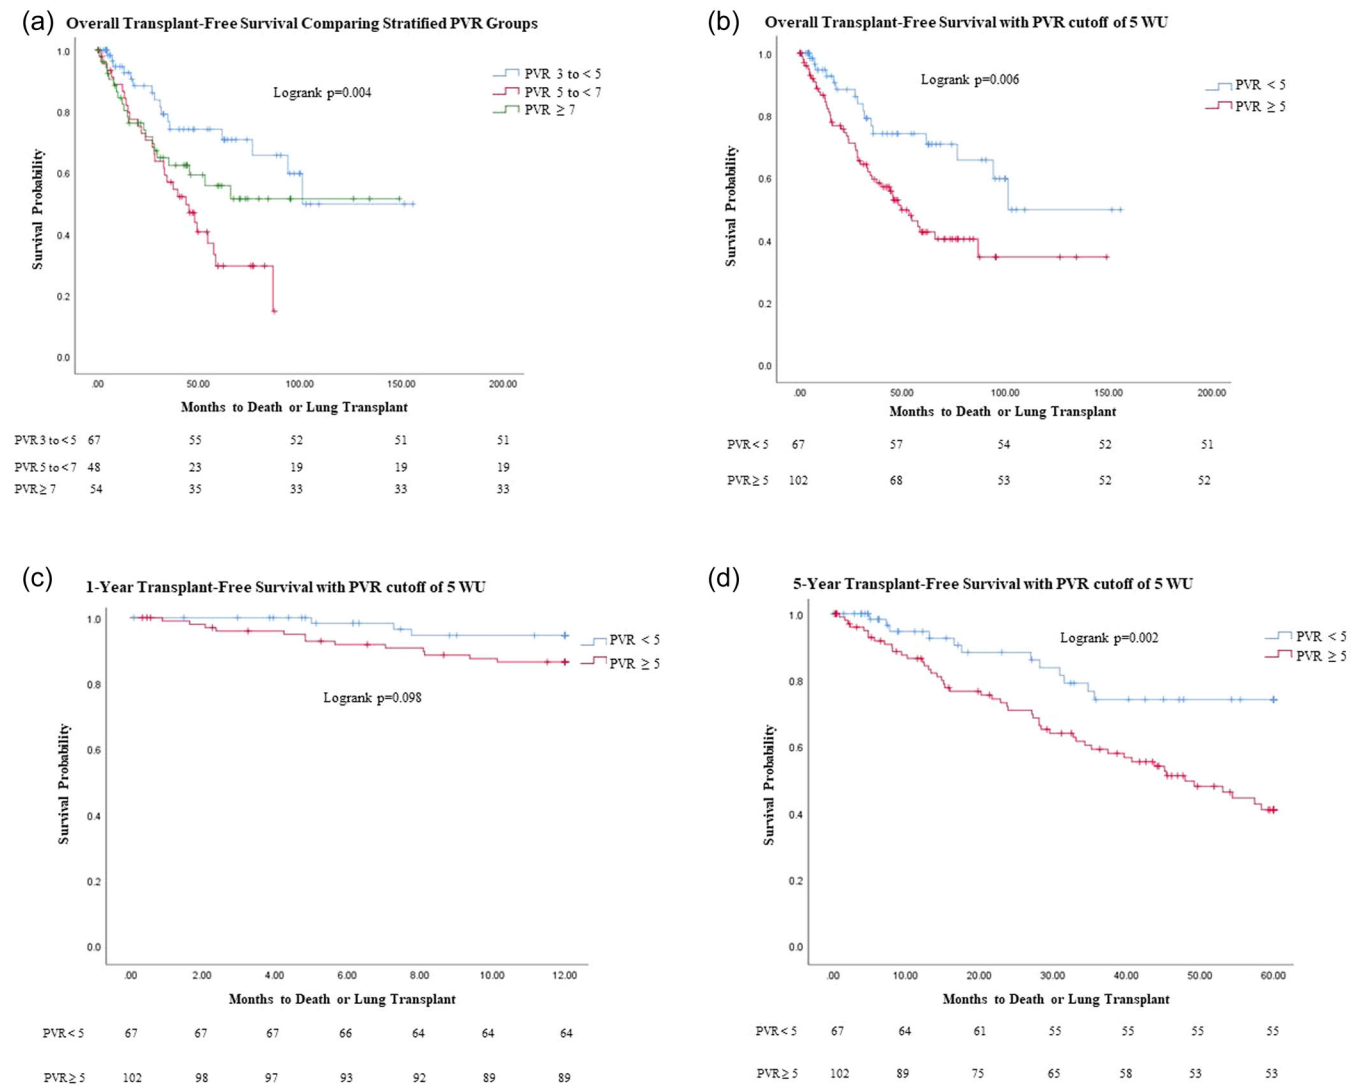 (a)
Overall Transplant-Free Survival Comparing Stratified PVR Groups
1.0
0.8
0.6
0.4
0.2
0.0
Survival Probability
Logrank p=0.004
PVR 3 to < 5
PVR 5 to < 7
PVR ≥ 7
.00 50.00 100.00 150.00 200.00
Months to Death or Lung Transplant
PVR 3 to < 5 67 55 52 51 51
PVR 5 to < 7 48 23 19 19 19
PVR ≥ 7 54 35 33 33 33
(b)
Overall Transplant-Free Survival with PVR cutoff of 5 WU
1.0
0.8
0.6
0.4
0.2
0.0
Survival Probability
Logrank p=0.006
PVR < 5
PVR ≥ 5
.00 50.00 100.00 150.00 200.00
Months to Death or Lung Transplant
PVR < 5 67 57 54 52 51
PVR ≥ 5 102 68 53 52 52
(c)
1-Year Transplant-Free Survival with PVR cutoff of 5 WU
1.0
0.8
0.6
0.4
0.2
0.0
Survival Probability
Logrank p=0.098
PVR < 5
PVR ≥ 5
.00 2.00 4.00 6.00 8.00 10.00 12.00
Months to Death or Lung Transplant
PVR < 5 67 67 67 66 64 64 64
PVR ≥ 5 102 98 97 93 92 89 89
(d)
5-Year Transplant-Free Survival with PVR cutoff of 5 WU
1.0
0.8
0.6
0.4
0.2
0.0
Survival Probability
Logrank p=0.002
PVR < 5
PVR ≥ 5
.00 10.00 20.00 30.00 40.00 50.00 60.00
Months to Death or Lung Transplant
PVR < 5 67 64 61 55 55 55 55
PVR ≥ 5 102 89 75 65 58 53 53